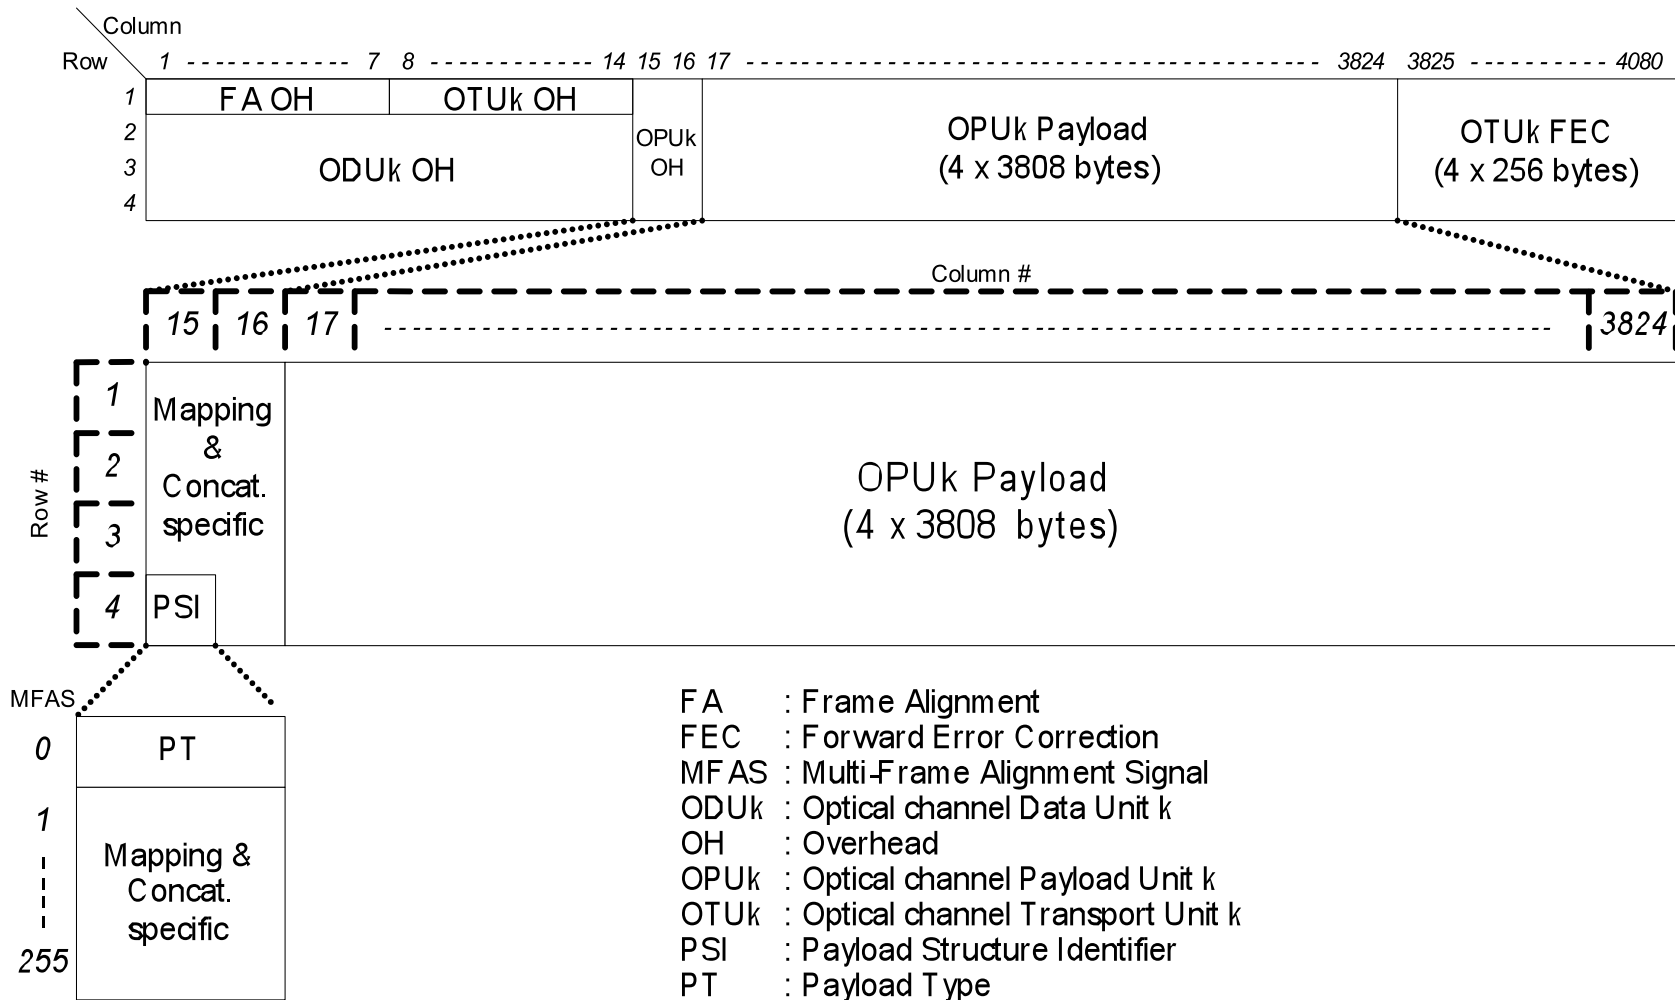 Column
Row 1 7 8 14 15 16 17 3824 3825 4080
1 FA OH OTUk OH
2
3
4
ODUk OH
OPUk
OH
OPUk Payload
(4 x 3808 bytes)
OTUk FEC
(4 x 256 bytes)
Column #
15 16 17 3824
Row #
1
2
3
4
Mapping
&
Concat.
specific
PSI
OPUk Payload
(4 x 3808 bytes)
MFAS
0 PT
1
255
Mapping &
Concat.
specific
FA : Frame Alignment
FEC : Forward Error Correction
MFAS : Multi-Frame Alignment Signal
ODUk : Optical channel Data Unit k
OH : Overhead
OPUk : Optical channel Payload Unit k
OTUk : Optical channel Transport Unit k
PSI : Payload Structure Identifier
PT : Payload Type